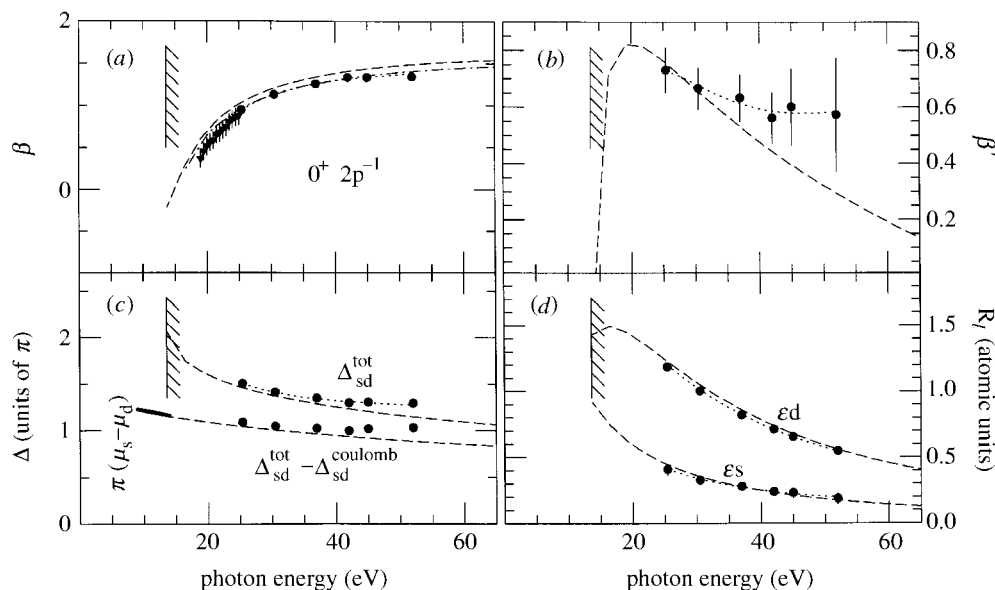 2
1
0
β
(a)
0⁺ 2p⁻¹
(b)
0.8
0.6
0.4
0.2
β′
2
1
0
Δ (units of π)
π (μ_s−μ_d)
(c)
Δ_sd^tot
Δ_sd^tot − Δ_sd^coulomb
(d)
εd
εs
1.5
1.0
0.5
0.0
R_l (atomic units)
20 40 60
20 40 60
photon energy (eV)
photon energy (eV)